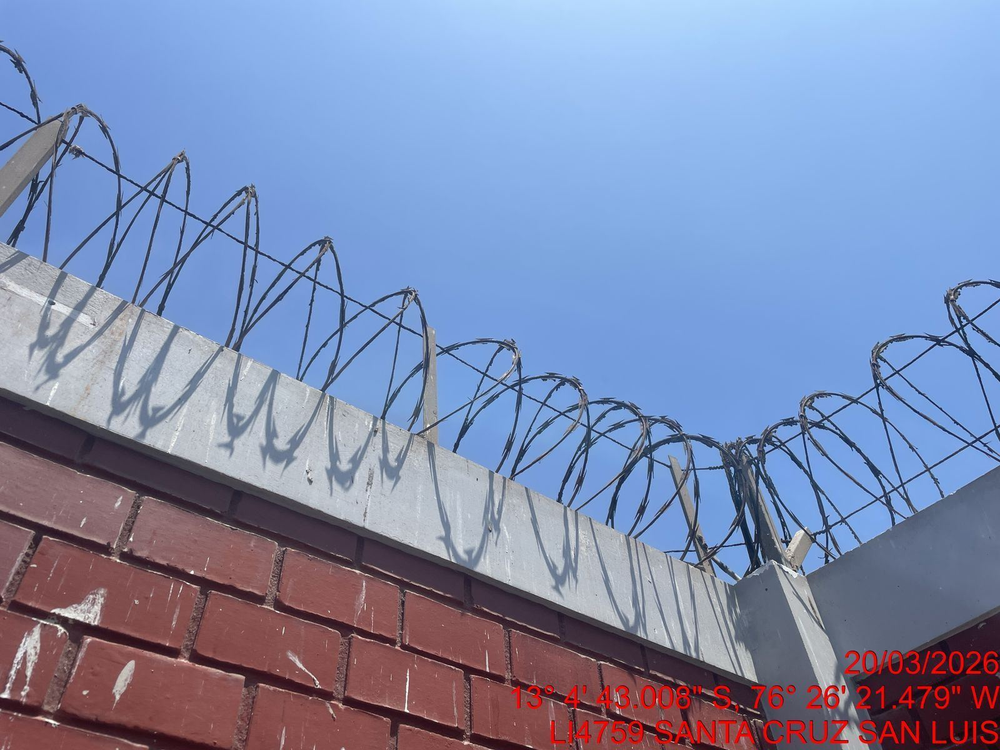 20/03/2026
13° 4' 43.008" S, 76° 26' 21.479" W
LI4759 SANTA CRUZ SAN LUIS